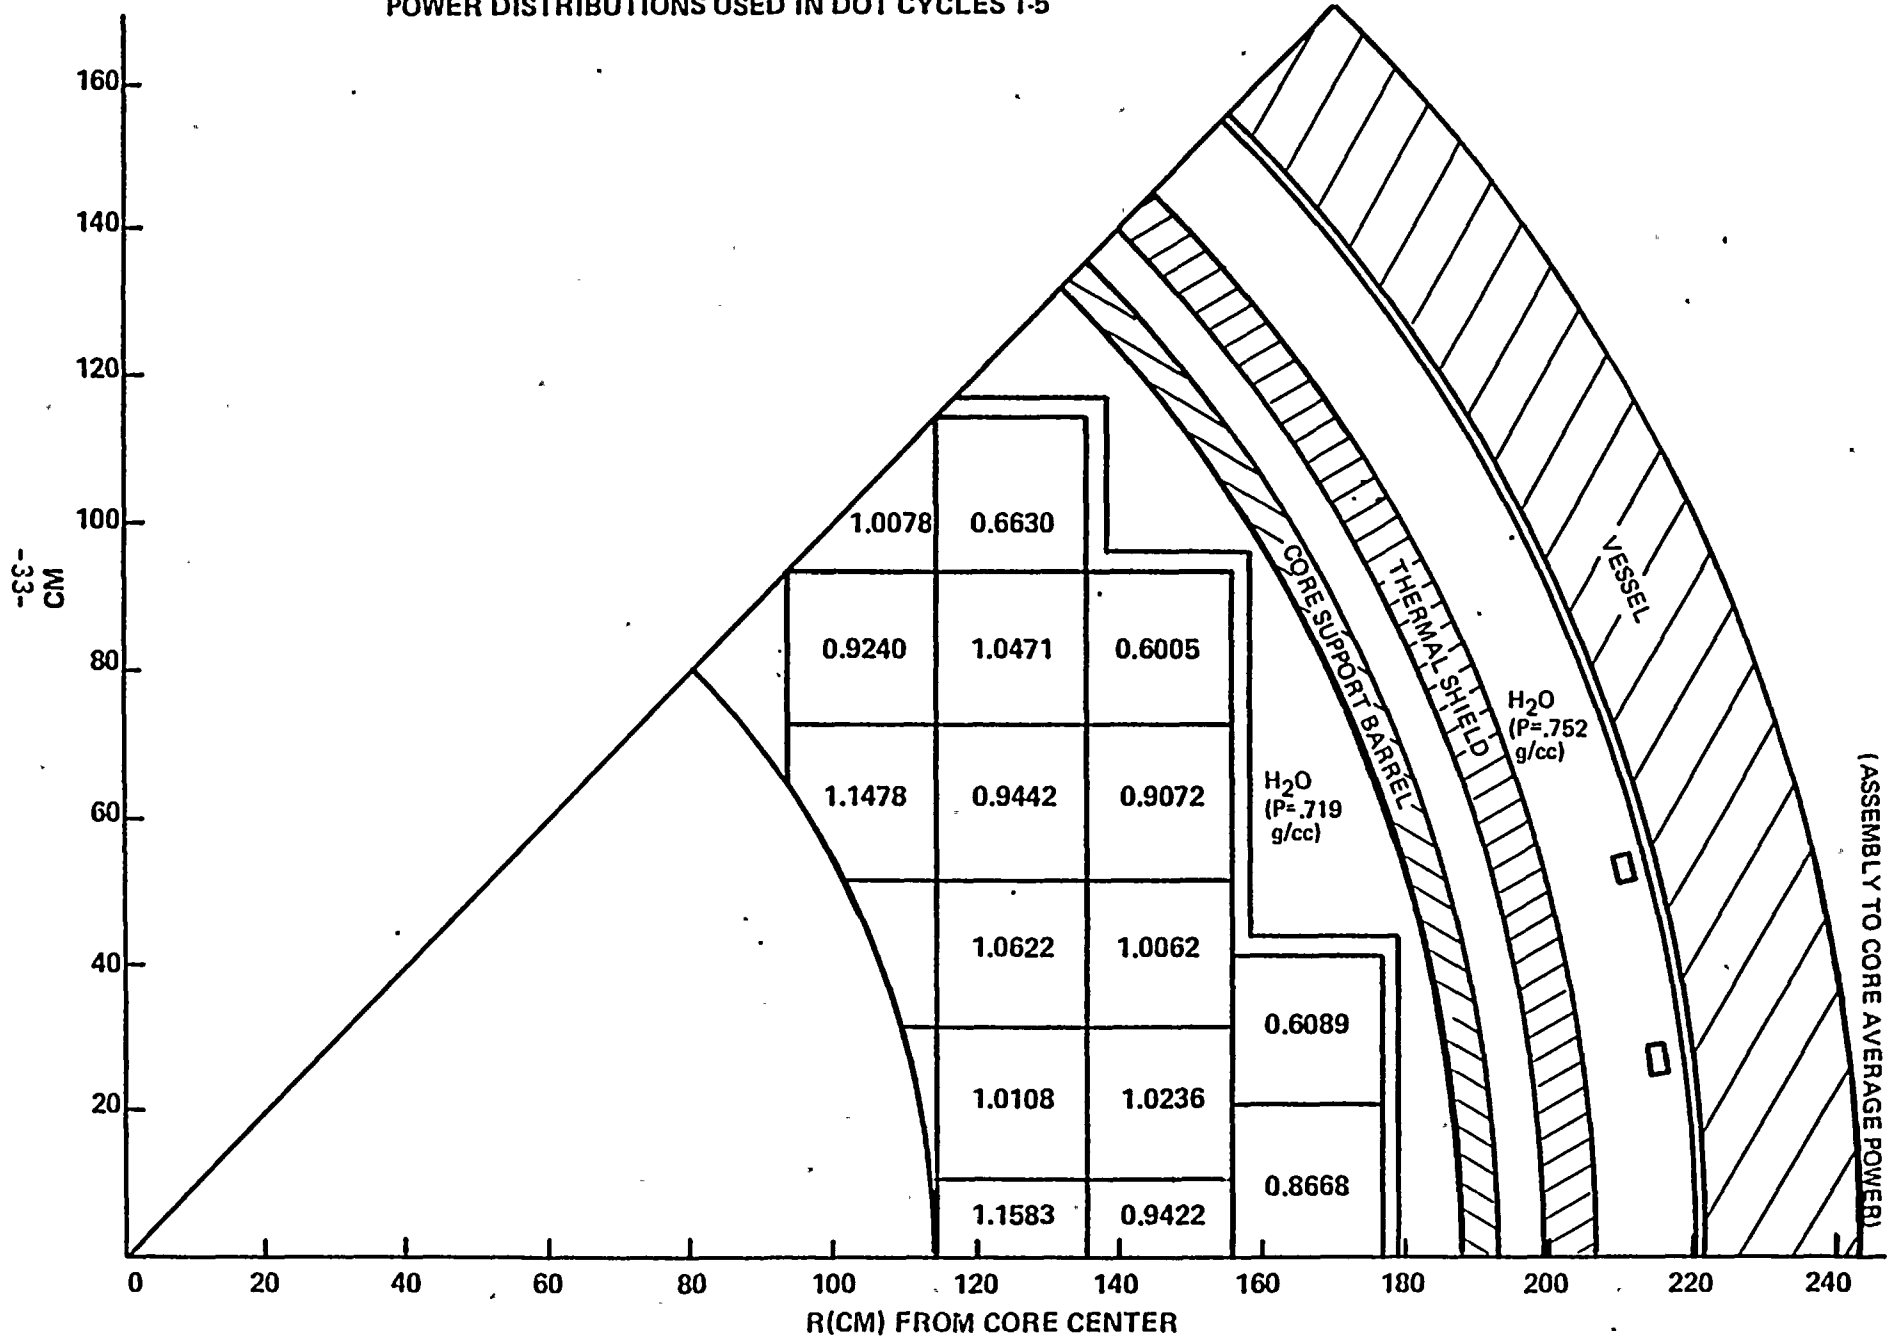 POWER DISTRIBUTIONS USED IN DOT CYCLES 1-5
160
140
120
100
80
60
40
20
CM
-33-
1.0078
0.6630
0.9240
1.0471
0.6005
1.1478
0.9442
0.9072
1.0622
1.0062
0.6089
1.0108
1.0236
0.8668
1.1583
0.9422
CORE SUPPORT BARREL
THERMAL SHIELD
VESSEL
H2O
(P=.752
g/cc)
H2O
(P=.719
g/cc)
(ASSEMBLY TO CORE AVERAGE POWER)
0 20 40 60 80 100 120 140 160 180 200 220 240
R(CM) FROM CORE CENTER